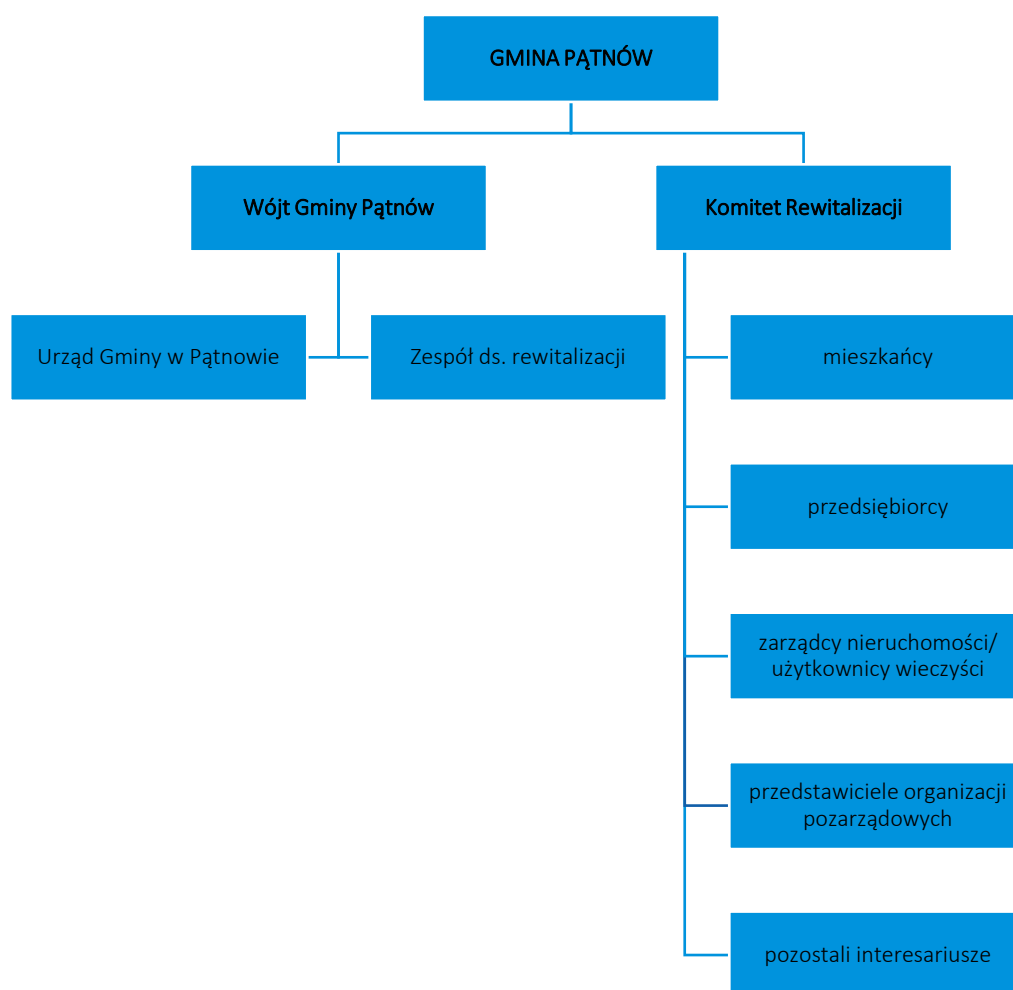 GMINA PĄTNÓW
Wójt Gminy Pątnów
Komitet Rewitalizacji
Urząd Gminy w Pątnowie
Zespół ds. rewitalizacji
mieszkańcy
przedsiębiorcy
zarządcy nieruchomości/
użytkownicy wieczyści
przedstawiciele organizacji
pozarządowych
pozostali interesariusze